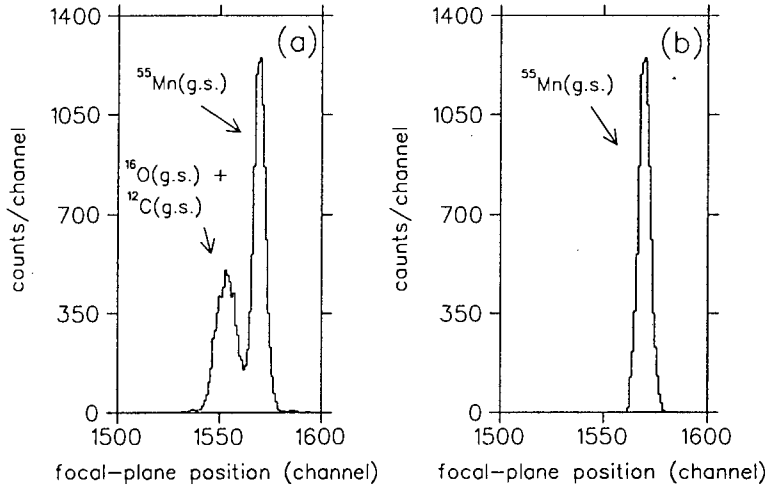 1400
(a)
55Mn(g.s.)
1050
16O(g.s.) +
12C(g.s.)
700
350
0
1500
1550
1600
counts/channel
focal-plane position (channel)
1400
(b)
55Mn(g.s.)
1050
700
350
0
1500
1550
1600
caunts/channel
focal-plane position (channel)